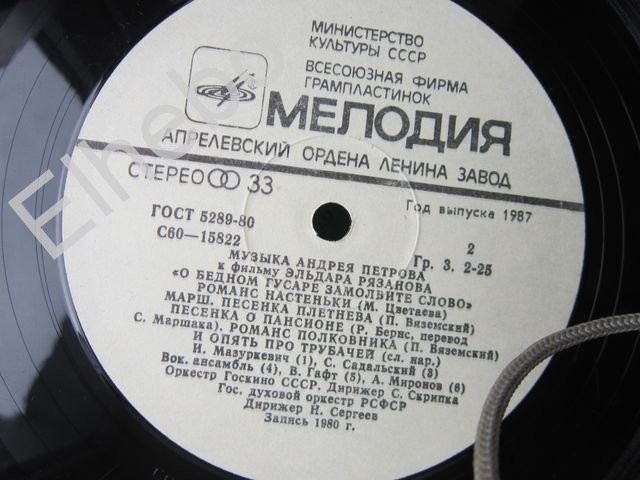 МИНИСТЕРСТВО
КУЛЬТУРЫ СССР
ВСЕСОЮЗНАЯ ФИРМА
ГРАМПЛАСТИНОК
МЕЛОДИЯ
АПРЕЛЕВСКИЙ ОРДЕНА ЛЕНИНА ЗАВОД
СТЕРЕО 33
Год выпуска 1987
ГОСТ 5289-80
С60—15822
2
Гр. 3. 2-25
МУЗЫКА АНДРЕЯ ПЕТРОВА
к фильму ЭЛЬДАРА РЯЗАНОВА
«О БЕДНОМ ГУСАРЕ ЗАМОЛВИТЕ СЛОВО»
РОМАНС НАСТЕНЬКИ (М. Цветаева)
МАРШ. ПЕСЕНКА ПЛЕТНЕВА (П. Вяземский)
ПЕСЕНКА О ПАНСИОНЕ (Р. Бернс, перевод
С. Маршака). РОМАНС ПОЛКОВНИКА (П. Вяземский)
И ОПЯТЬ ПРО ТРУБАЧЕЙ (сл. нар.)
И. Мазуркевич (1), С. Садальский (3)
Вок. ансамбль (4), В. Гафт (5), А. Миронов (6)
Оркестр Госкино СССР. Дирижер С. Скрипка
Гос. духовой оркестр РСФСР
Дирижер Н. Сергеев
Запись 1980 г.